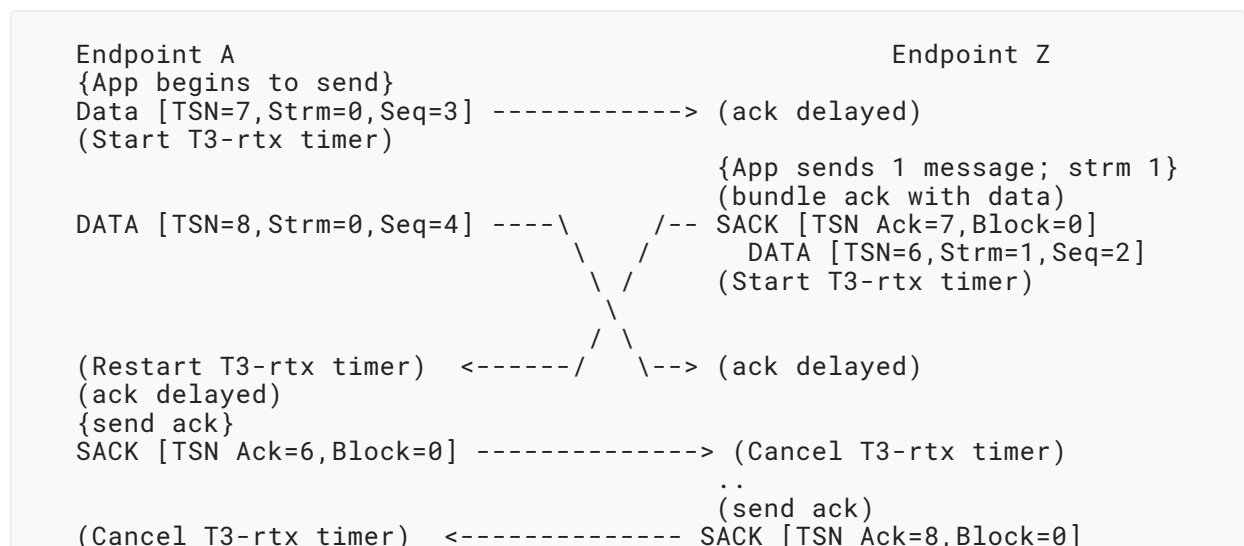 Endpoint A                                         Endpoint Z
{App begins to send}
Data [TSN=7,Strm=0,Seq=3] ------------> (ack delayed)
(Start T3-rtx timer)
                                        {App sends 1 message; strm 1}
                                        (bundle ack with data)
DATA [TSN=8,Strm=0,Seq=4] ----\     /-- SACK [TSN Ack=7,Block=0]
                               \   /      DATA [TSN=6,Strm=1,Seq=2]
                                \ /     (Start T3-rtx timer)
                                 \
                                / \
(Restart T3-rtx timer)  <------/   \--> (ack delayed)
(ack delayed)
{send ack}
SACK [TSN Ack=6,Block=0] --------------> (Cancel T3-rtx timer)
                                        ..
                                        (send ack)
(Cancel T3-rtx timer)  <-------------- SACK [TSN Ack=8,Block=0]